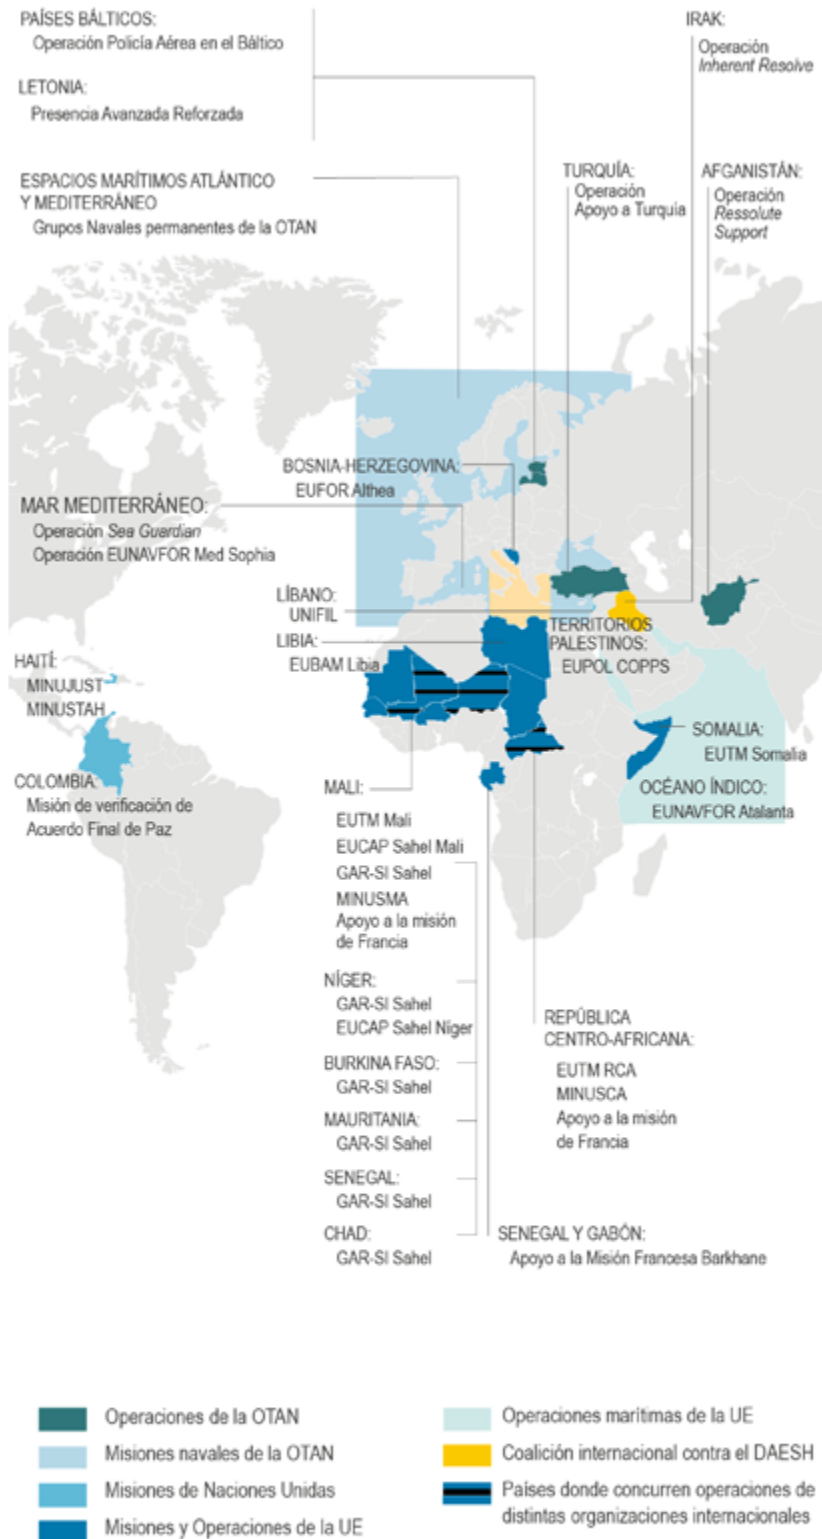 PAÍSES BÁLTICOS:
Operación Policía Aérea en el Báltico
LETONIA:
Presencia Avanzada Reforzada
ESPACIOS MARÍTIMOS ATLÁNTICO
Y MEDITERRÁNEO
Grupos Navales permanentes de la OTAN
IRAK:
Operación
Inherent Resolve
TURQUÍA:
Operación
Apoyo a Turquía
AFGANISTÁN:
Operación
Ressolute
Support
BOSNIA-HERZEGOVINA:
EUFOR Althea
MAR MEDITERRÁNEO:
Operación Sea Guardian
Operación EUNAVFOR Med Sophia
LÍBANO:
UNIFIL
LIBIA:
EUBAM Libia
TERRITORIOS
PALESTINOS:
EUPOL COPPS
HAITÍ:
MINUJUST
MINUSTAH
COLOMBIA:
Misión de verificación de
Acuerdo Final de Paz
SOMALIA:
EUTM Somalia
OCÉANO ÍNDICO:
EUNAVFOR Atalanta
MALI:
EUTM Mali
EUCAP Sahel Mali
GAR-SI Sahel
MINUSMA
Apoyo a la misión
de Francia
NÍGER:
GAR-SI Sahel
EUCAP Sahel Níger
BURKINA FASO:
GAR-SI Sahel
MAURITANIA:
GAR-SI Sahel
SENEGAL:
GAR-SI Sahel
CHAD:
GAR-SI Sahel
REPÚBLICA
CENTRO-AFRICANA:
EUTM RCA
MINUSCA
Apoyo a la misión
de Francia
SENEGAL Y GABÓN:
Apoyo a la Misión Francesa Barkhane
Operaciones de la OTAN
Misiones navales de la OTAN
Misiones de Naciones Unidas
Misiones y Operaciones de la UE
Operaciones marítimas de la UE
Coalición internacional contra el DAESH
Países donde concurren operaciones de
distintas organizaciones internacionales